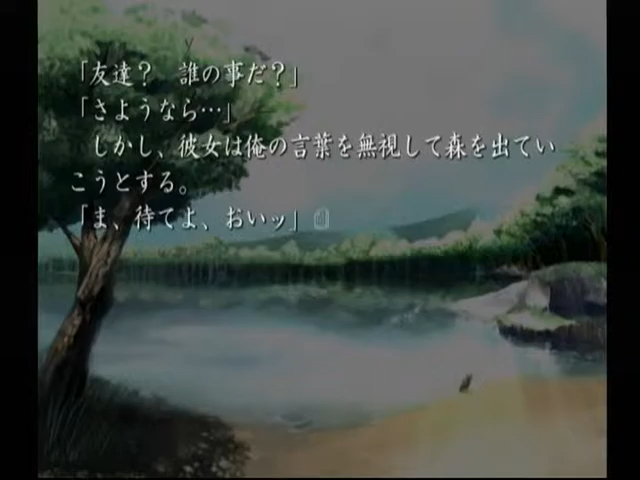 「友達？　誰の事だ？」
「さようなら…」
　しかし、彼女は俺の言葉を無視して森を出てい
こうとする。
「ま、待てよ、おいッ」